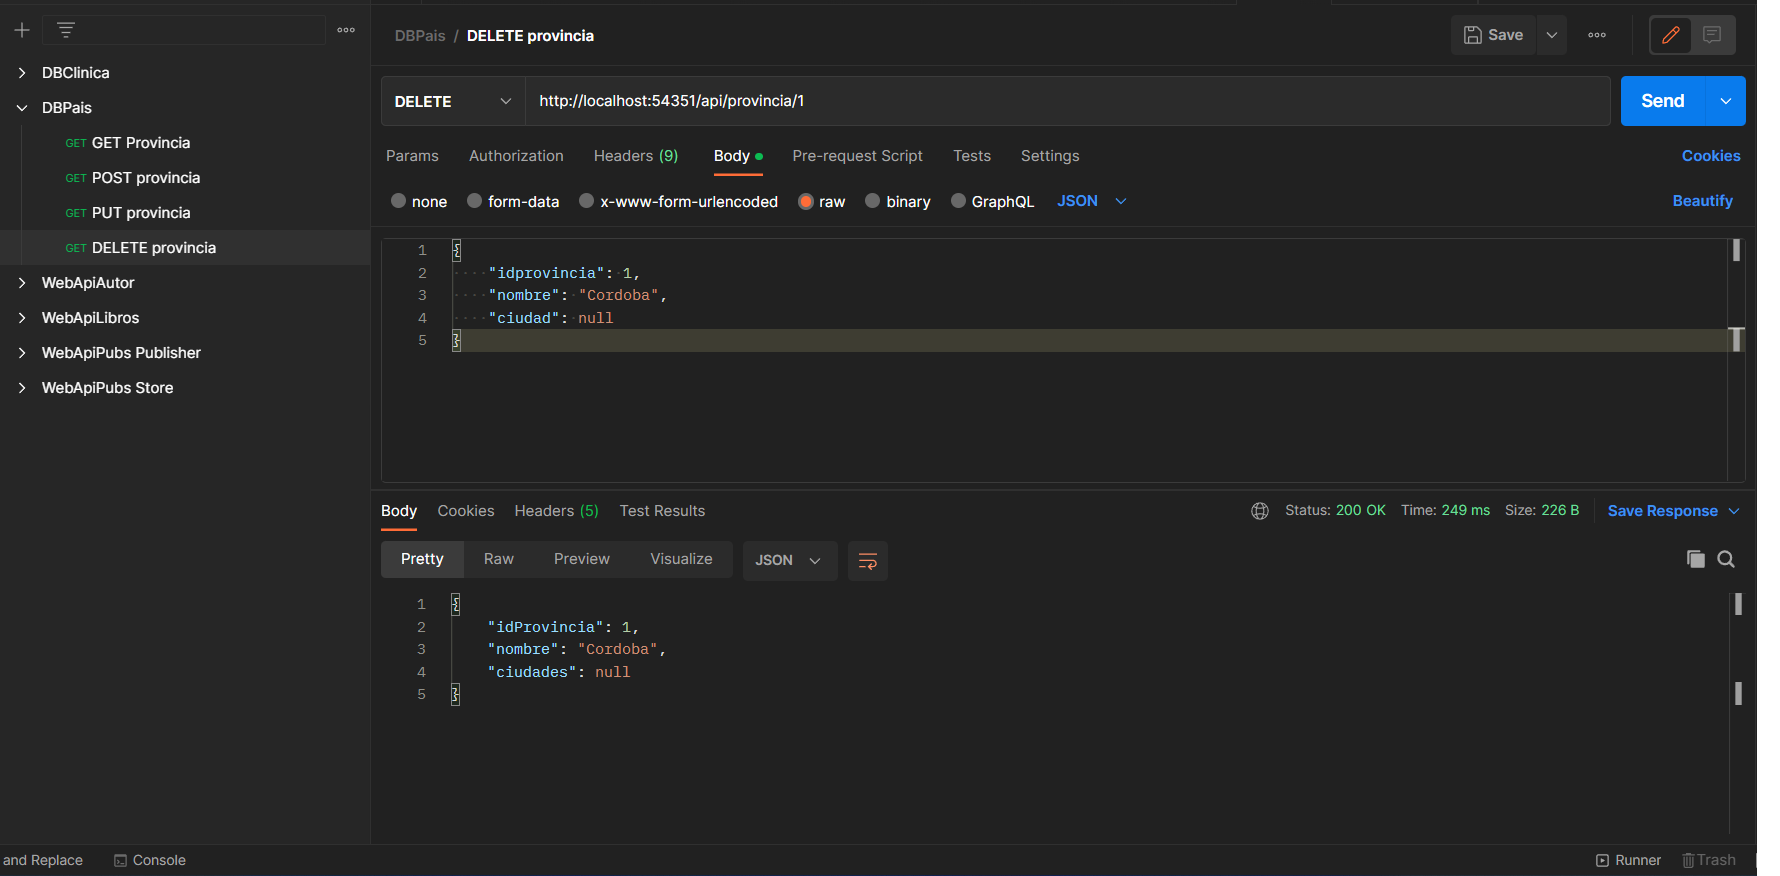 DBPais / DELETE provincia
Save
DBClinica
DBPais
GET GET Provincia
GET POST provincia
GET PUT provincia
GET DELETE provincia
WebApiAutor
WebApiLibros
WebApiPubs Publisher
WebApiPubs Store
DELETE http://localhost:54351/api/provincia/1 Send
Params Authorization Headers (9) Body Pre-request Script Tests Settings Cookies
none form-data x-www-form-urlencoded raw binary GraphQL JSON Beautify
1 {
2 "idprovincia": 1,
3 "nombre": "Cordoba",
4 "ciudad": null
5 }
Body Cookies Headers (5) Test Results Status: 200 OK Time: 249 ms Size: 226 B Save Response
Pretty Raw Preview Visualize JSON
1 {
2 "idProvincia": 1,
3 "nombre": "Cordoba",
4 "ciudades": null
5 }
and Replace Console Runner Trash